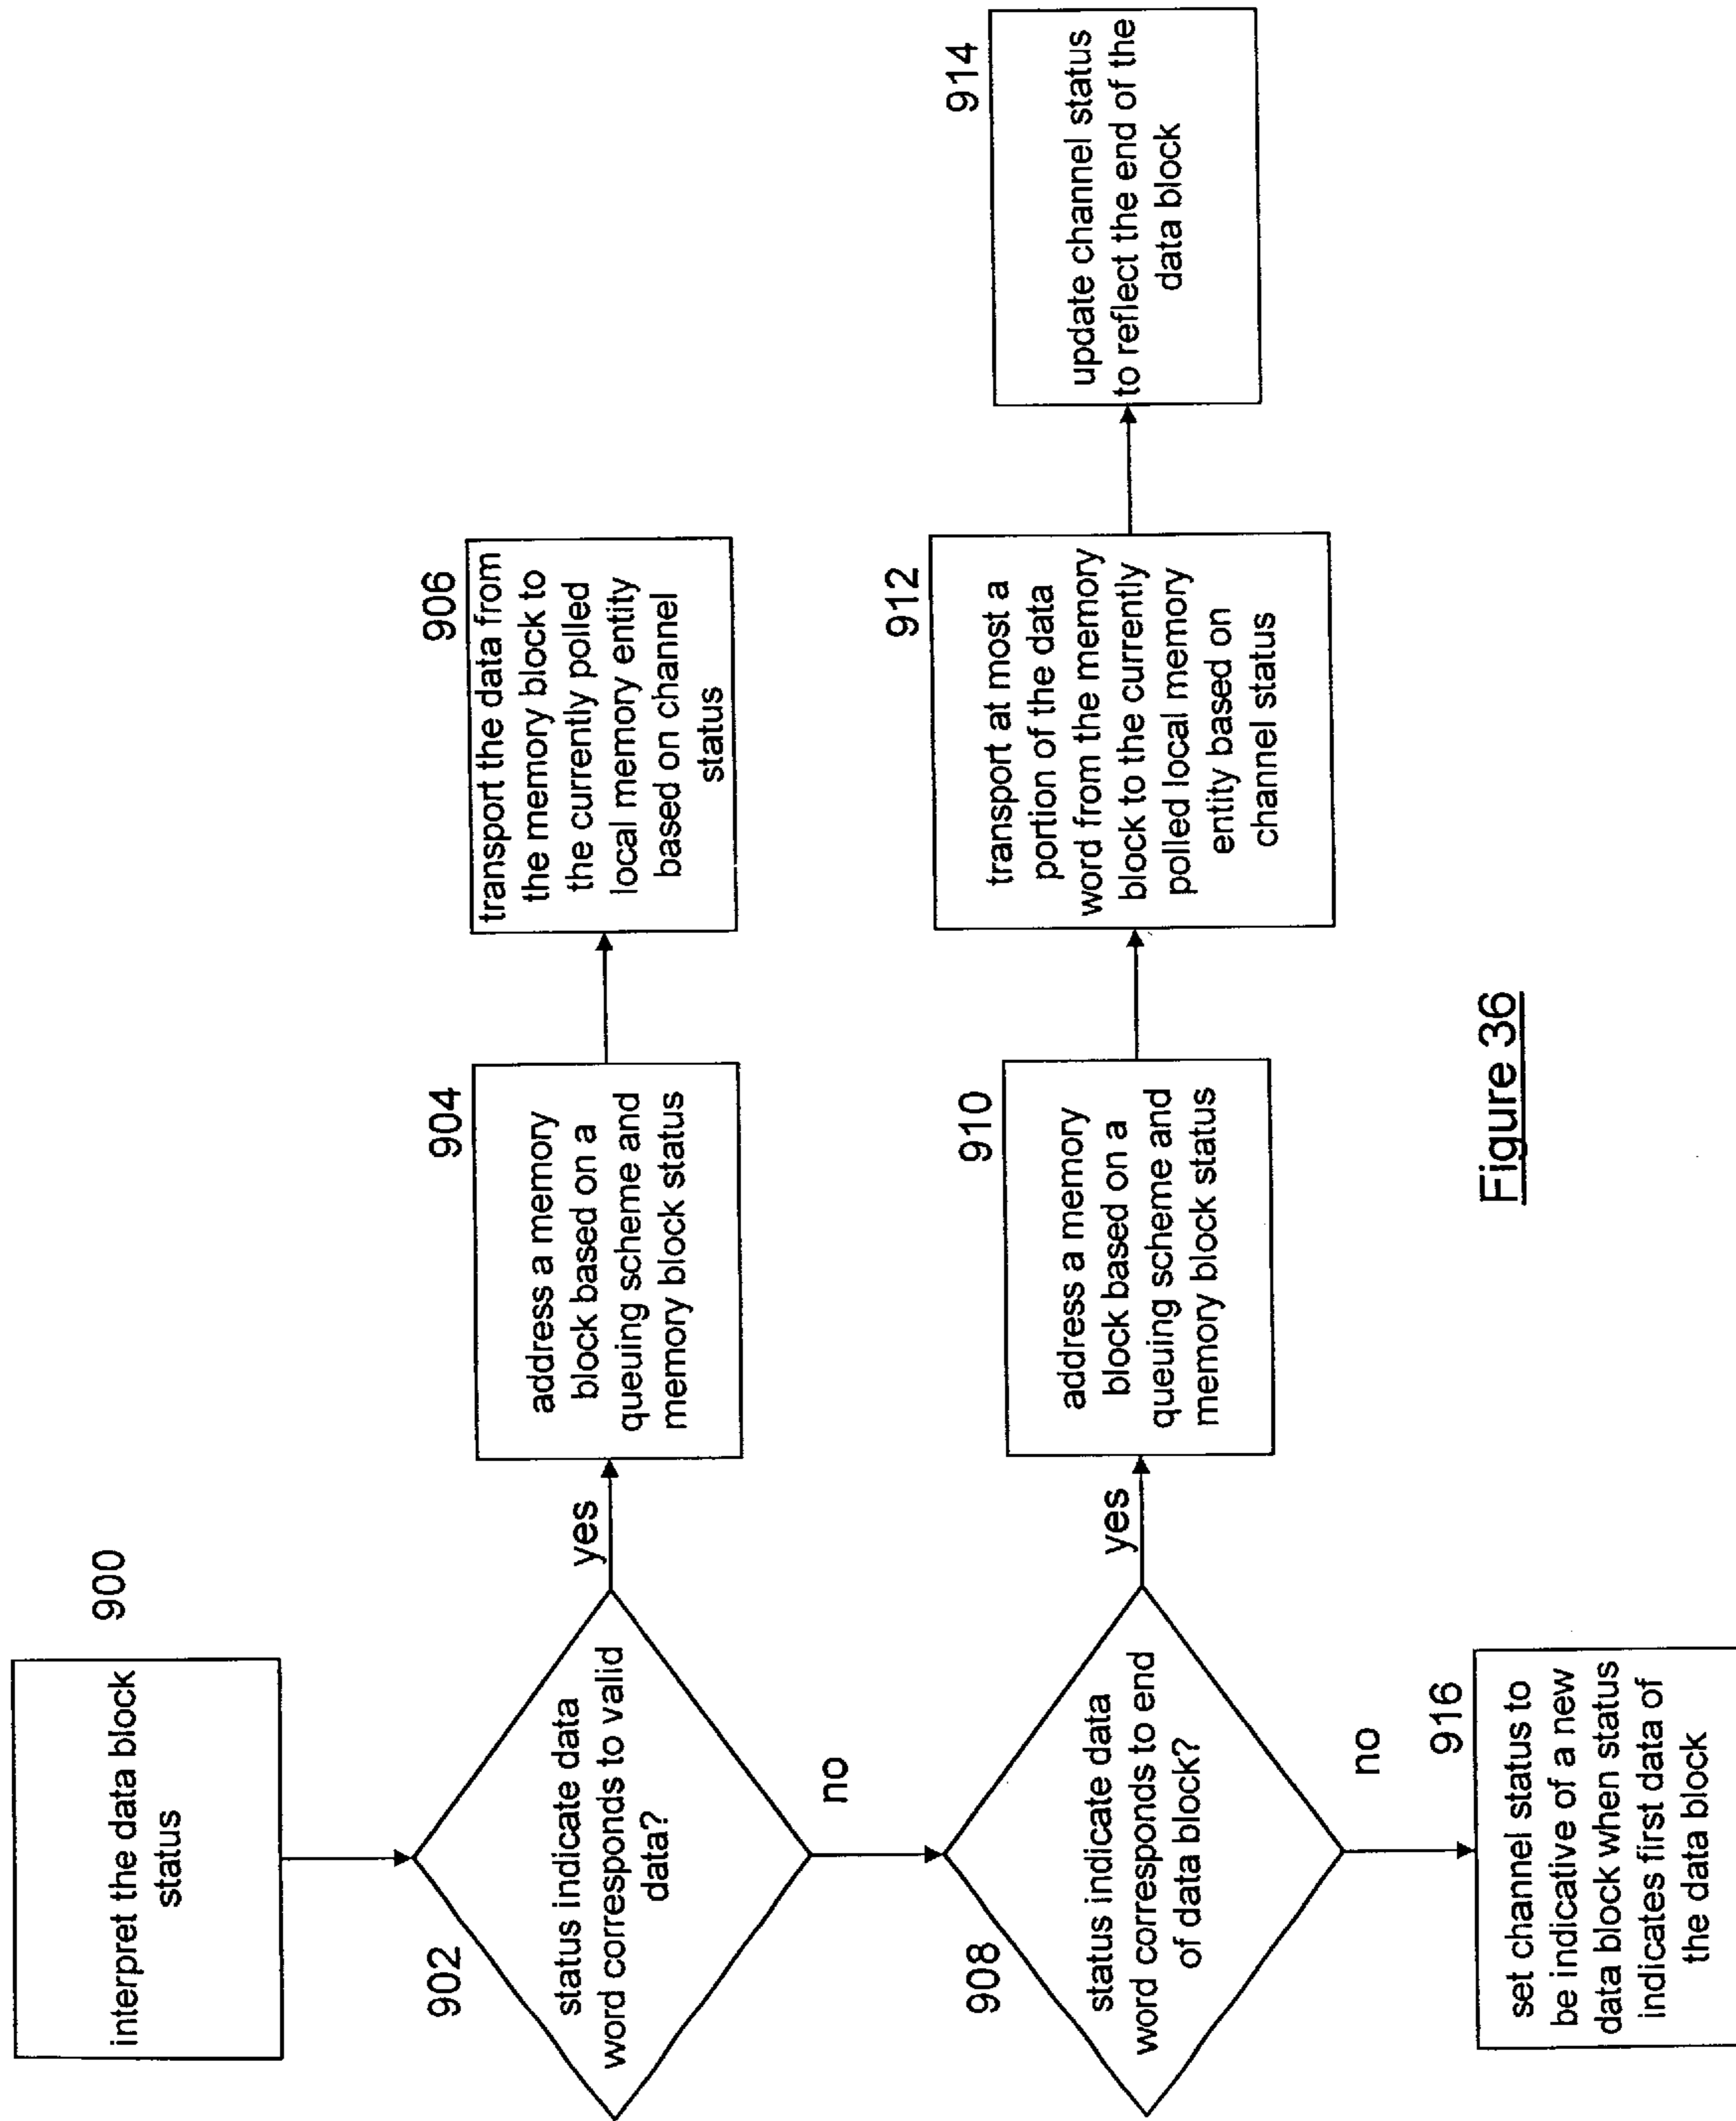 900
interpret the data block
status
902
status indicate data
word corresponds to valid
data?
yes
904
address a memory
block based on a
queuing scheme and
memory block status
906
transport the data from
the memory block to
the currently polled
local memory entity
based on channel
status
no
908
status indicate data
word corresponds to end
of data block?
yes
910
address a memory
block based on a
queuing scheme and
memory block status
912
transport at most a
portion of the data
word from the memory
block to the currently
polled local memory
entity based on
channel status
914
update channel status
to reflect the end of the
data block
no
916
set channel status to
be indicative of a new
data block when status
indicates first data of
the data block
Figure 36